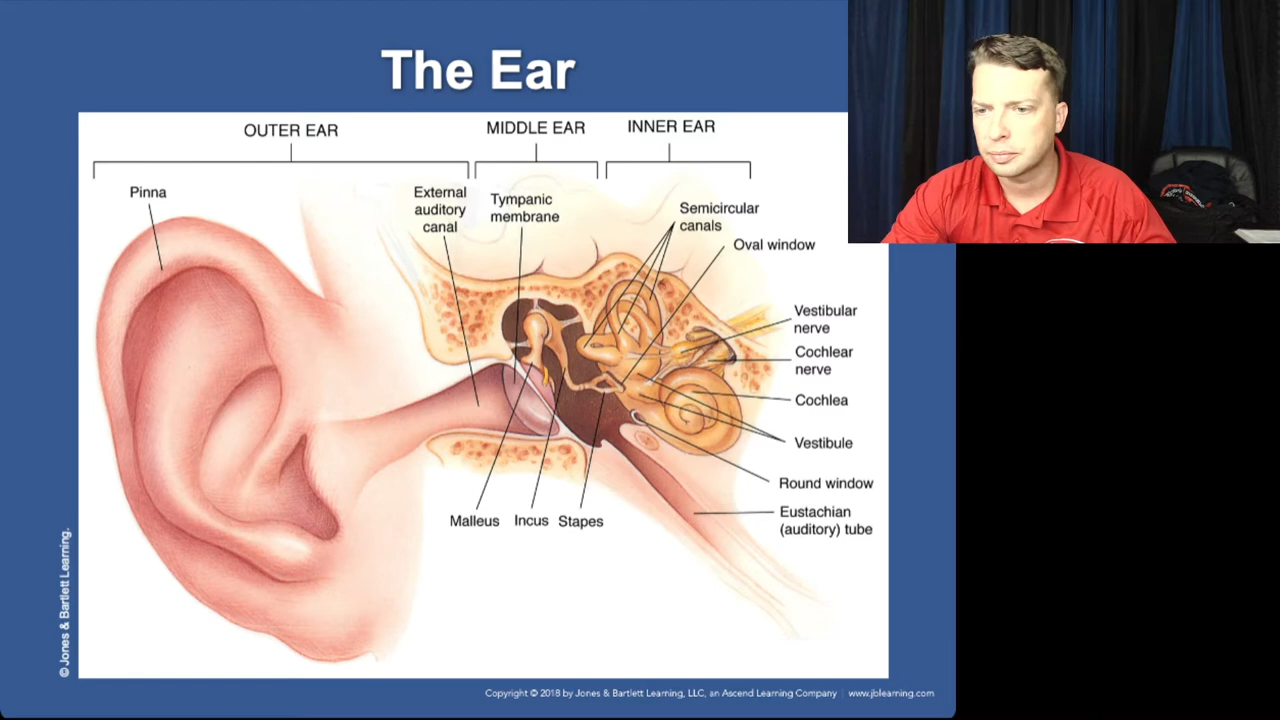 The Ear
OUTER EAR
MIDDLE EAR
INNER EAR
Pinna
External
auditory
canal
Tympanic
membrane
Semicircular
canals
Oval window
Vestibular
nerve
Cochlear
nerve
Cochlea
Vestibule
Round window
Eustachian
(auditory) tube
Malleus
Incus
Stapes
© Jones & Bartlett Learning.
Copyright © 2018 by Jones & Bartlett Learning, LLC, an Ascend Learning Company | www.jblearning.com